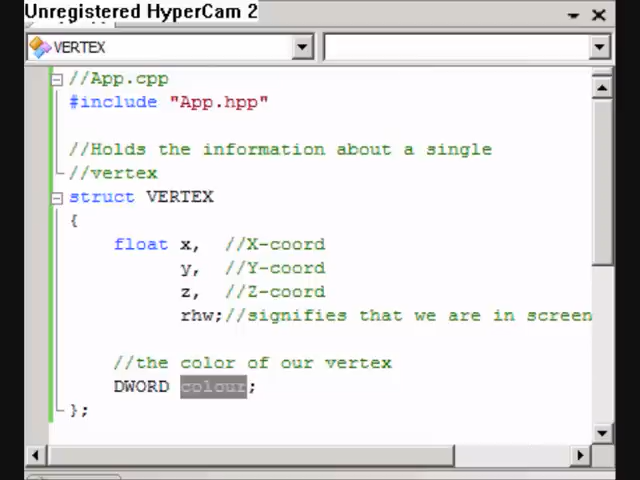 Unregistered HyperCam 2
VERTEX
//App.cpp
#include "App.hpp"
//Holds the information about a single
//vertex
struct VERTEX
{
float x, //X-coord
y, //Y-coord
z, //Z-coord
rhw;//signifies that we are in screen
//the color of our vertex
DWORD colour;
};